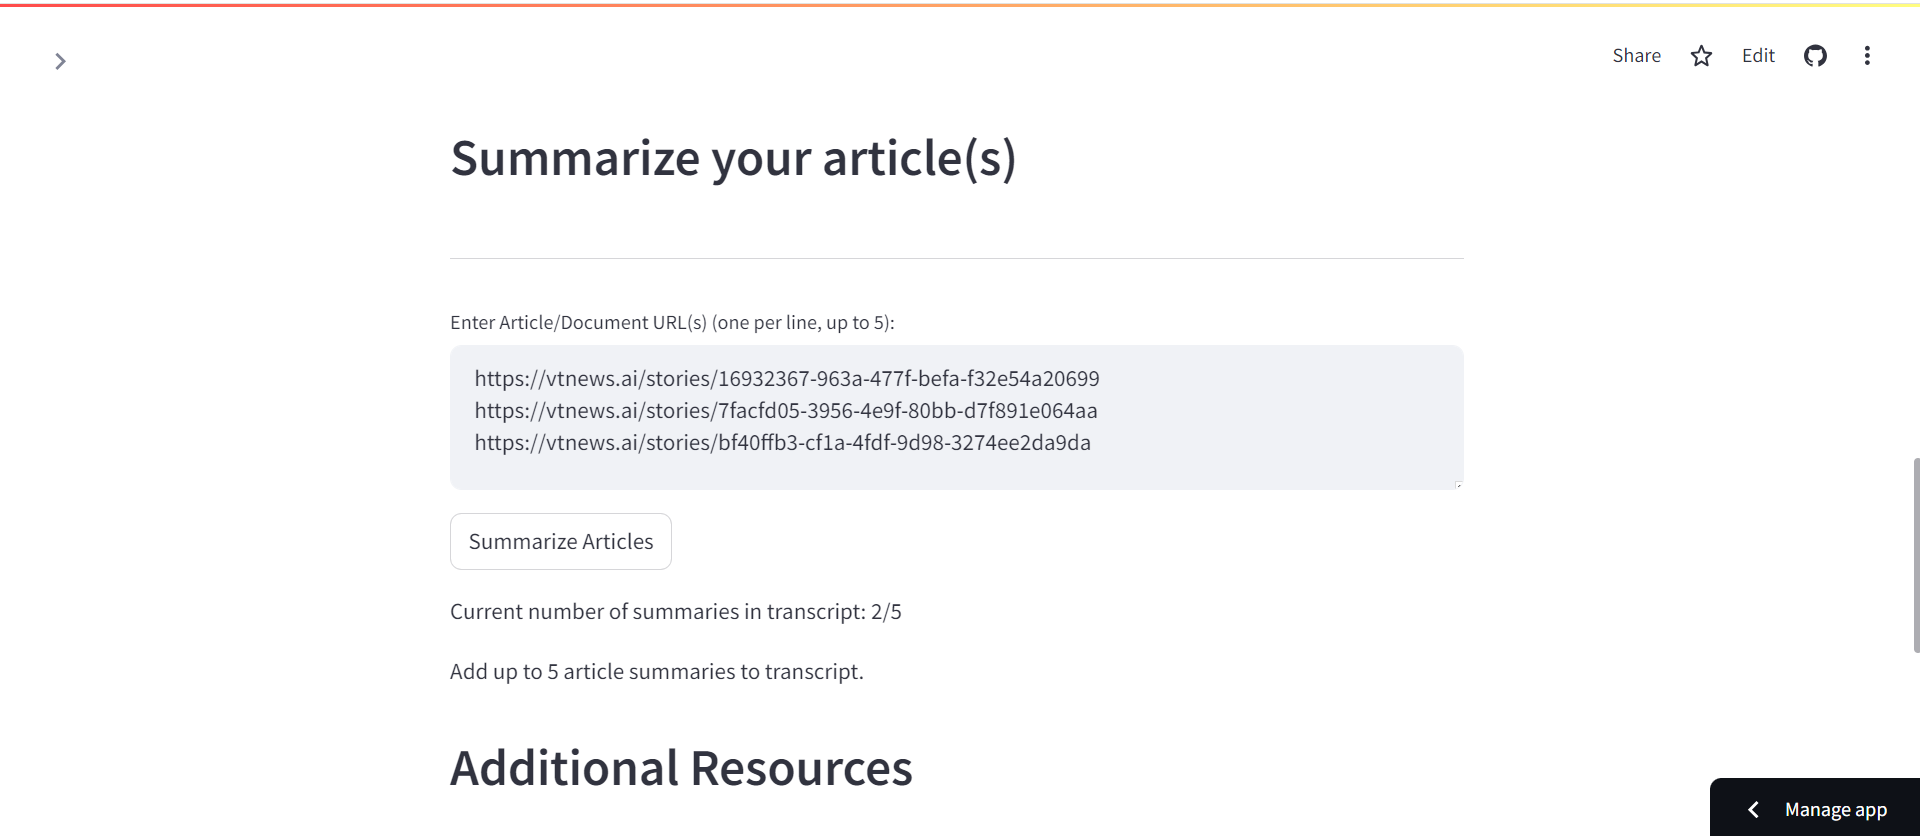 Share
Edit
Summarize your article(s)
Enter Article/Document URL(s) (one per line, up to 5):
https://vtnews.ai/stories/16932367-963a-477f-befa-f32e54a20699
https://vtnews.ai/stories/7facfd05-3956-4e9f-80bb-d7f891e064aa
https://vtnews.ai/stories/bf40ffb3-cf1a-4fdf-9d98-3274ee2da9da
Summarize Articles
Current number of summaries in transcript: 2/5
Add up to 5 article summaries to transcript.
Additional Resources
Manage app